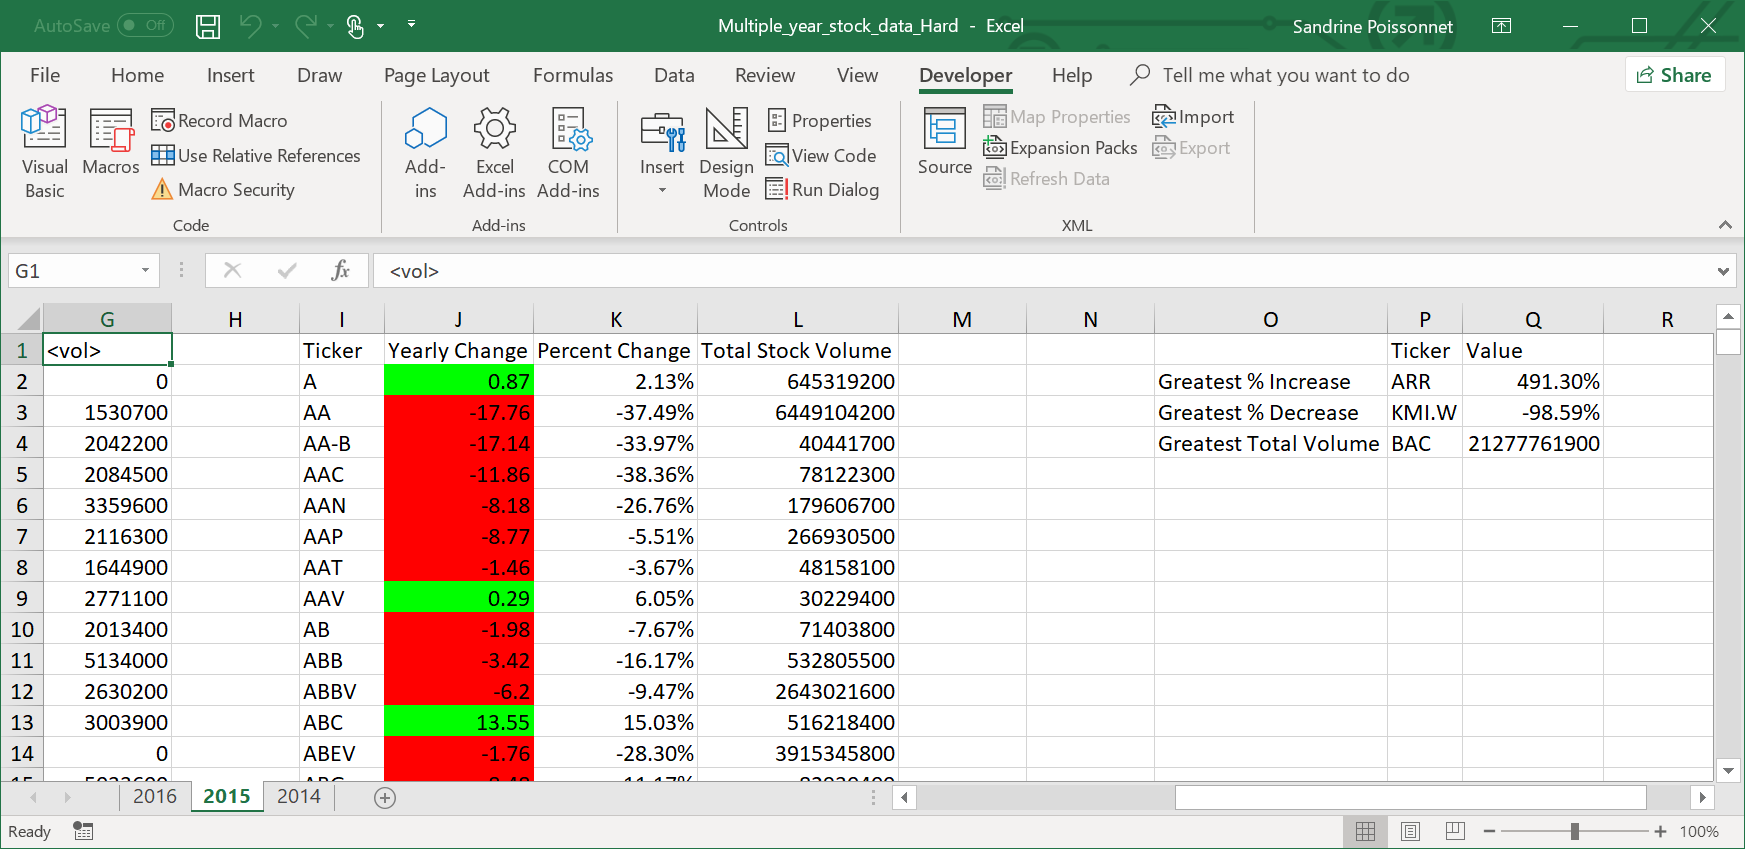 AutoSave Off Multiple_year_stock_data_Hard - Excel Sandrine Poissonnet
File Home Insert Draw Page Layout Formulas Data Review View Developer Help Tell me what you want to do Share
Visual Basic
Macros
Record Macro
Use Relative References
Macro Security
Code
Add-ins
Excel Add-ins
COM Add-ins
Add-ins
Insert
Design Mode
Properties
View Code
Run Dialog
Controls
Source
Map Properties
Expansion Packs
Refresh Data
Import
Export
XML
G1 fx <vol>
G H I J K L M N O P Q R
1 <vol> Ticker Yearly Change Percent Change Total Stock Volume Ticker Value
2 0 A 0.87 2.13% 645319200 Greatest % Increase ARR 491.30%
3 1530700 AA -17.76 -37.49% 6449104200 Greatest % Decrease KMI.W -98.59%
4 2042200 AA-B -17.14 -33.97% 40441700 Greatest Total Volume BAC 21277761900
5 2084500 AAC -11.86 -38.36% 78122300
6 3359600 AAN -8.18 -26.76% 179606700
7 2116300 AAP -8.77 -5.51% 266930500
8 1644900 AAT -1.46 -3.67% 48158100
9 2771100 AAV 0.29 6.05% 30229400
10 2013400 AB -1.98 -7.67% 71403800
11 5134000 ABB -3.42 -16.17% 532805500
12 2630200 ABBV -6.2 -9.47% 2643021600
13 3003900 ABC 13.55 15.03% 516218400
14 0 ABEV -1.76 -28.30% 3915345800
2016 2015 2014
Ready 100%